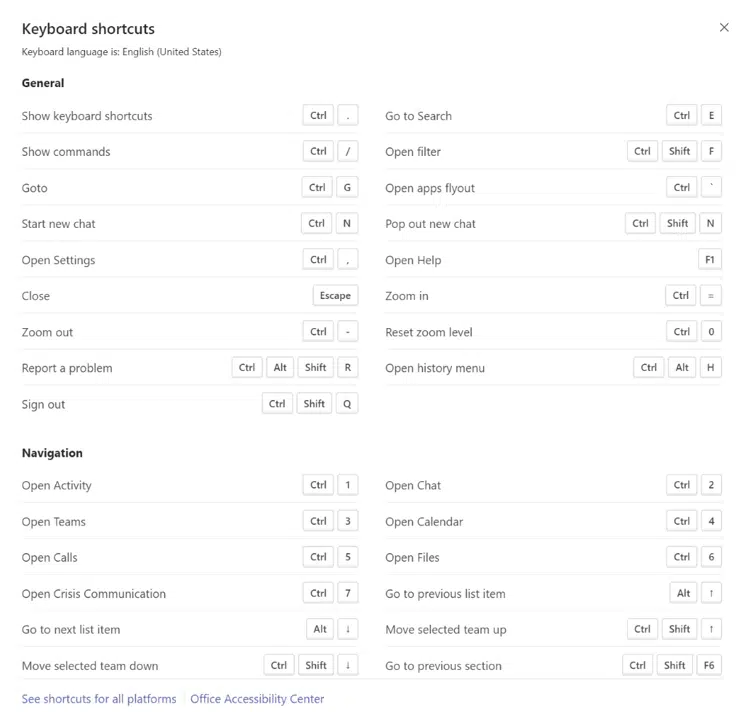 Keyboard shortcuts
Keyboard language is: English (United States)
General
Show keyboard shortcuts Ctrl . Go to Search Ctrl E
Show commands Ctrl / Open filter Ctrl Shift F
Goto Ctrl G Open apps flyout Ctrl `
Start new chat Ctrl N Pop out new chat Ctrl Shift N
Open Settings Ctrl , Open Help F1
Close Escape Zoom in Ctrl =
Zoom out Ctrl - Reset zoom level Ctrl 0
Report a problem Ctrl Alt Shift R Open history menu Ctrl Alt H
Sign out Ctrl Shift Q
Navigation
Open Activity Ctrl 1 Open Chat Ctrl 2
Open Teams Ctrl 3 Open Calendar Ctrl 4
Open Calls Ctrl 5 Open Files Ctrl 6
Open Crisis Communication Ctrl 7 Go to previous list item Alt ↑
Go to next list item Alt ↓ Move selected team up Ctrl Shift ↑
Move selected team down Ctrl Shift ↓ Go to previous section Ctrl Shift F6
See shortcuts for all platforms Office Accessibility Center